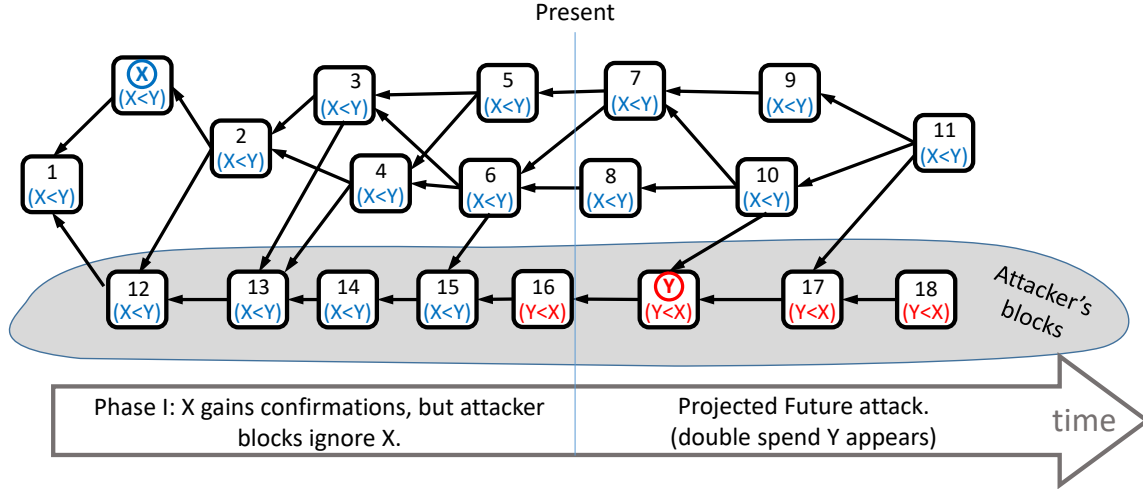 Present
X
(X<Y)
3
(X<Y)
5
(X<Y)
7
(X<Y)
9
(X<Y)
2
(X<Y)
11
(X<Y)
1
(X<Y)
4
(X<Y)
6
(X<Y)
8
(X<Y)
10
(X<Y)
12
(X<Y)
13
(X<Y)
14
(X<Y)
15
(X<Y)
16
(Y<X)
Y
(Y<X)
17
(Y<X)
18
(Y<X)
Attacker’s
blocks
Phase I: X gains confirmations, but attacker
blocks ignore X.
Projected Future attack.
(double spend Y appears)
time